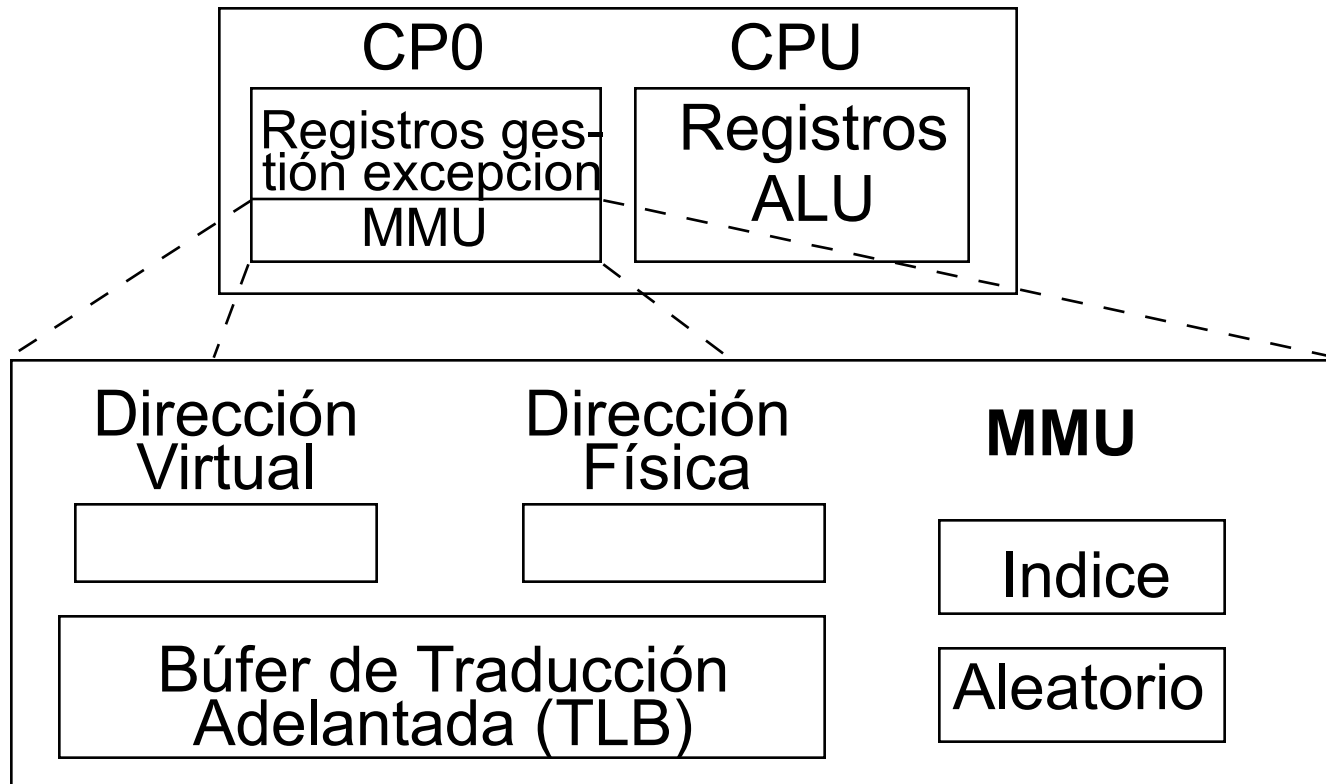 CP0
CPU
Registros ges-
tión excepcion
MMU
Registros
ALU
Dirección
Virtual
Dirección
Física
MMU
Indice
Búfer de Traducción
Adelantada (TLB)
Aleatorio